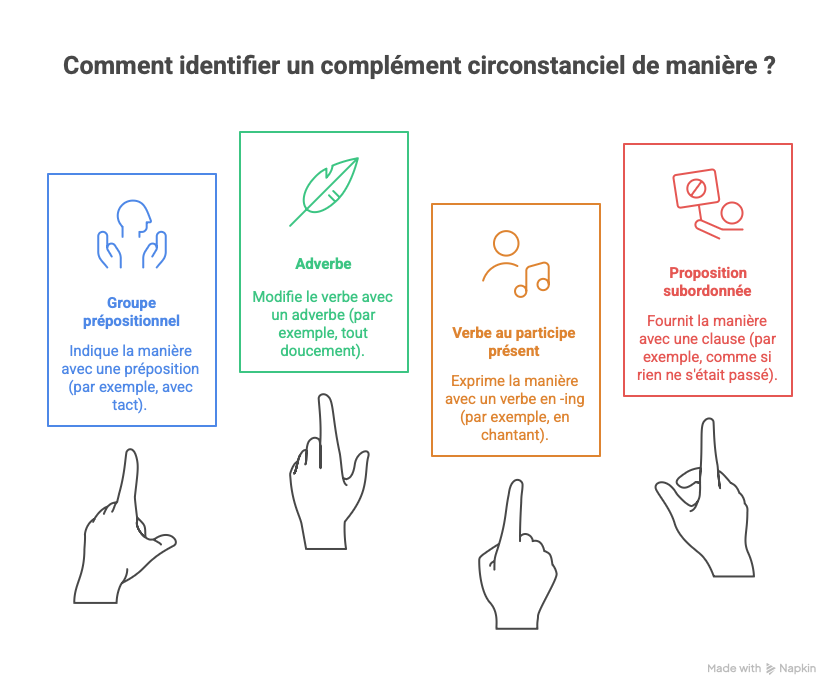 Comment identifier un complément circonstanciel de manière ?
Groupe
prépositionnel
Indique la manière
avec une préposition
(par exemple, avec
tact).
Adverbe
Modifie le verbe avec
un adverbe (par
exemple, tout
doucement).
Verbe au participe
présent
Exprime la manière
avec un verbe en -ing
(par exemple, en
chantant).
Proposition
subordonnée
Fournit la manière
avec une clause (par
exemple, comme si
rien ne s'était passé).
Made with Napkin